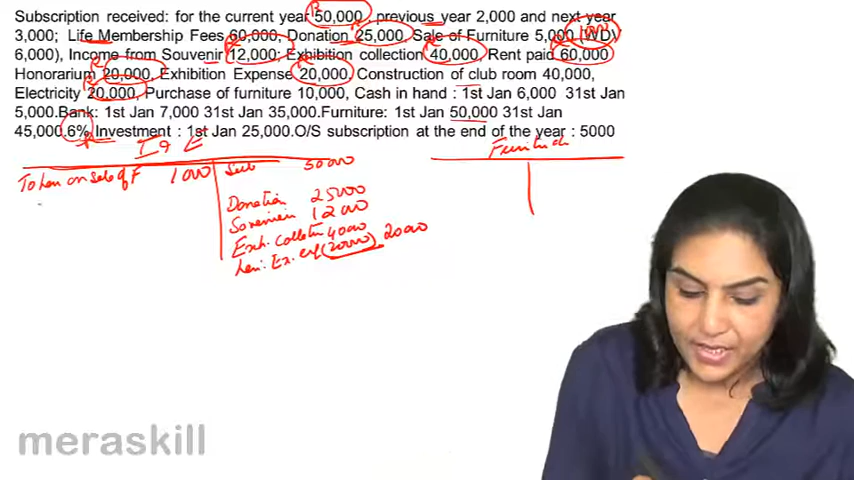 Subscription received: for the current year 50,000 previous year 2,000 and next year
3,000; Life Membership Fees 60,000; Donation 25,000 Sale of Furniture 5,000 (W.D.V
6,000), Income from Souvenir 12,000; Exhibition collection 40,000, Rent paid 60,000
Honorarium 20,000, Exhibition Expense 20,000, Construction of club room 40,000,
Electricity 20,000, Purchase of furniture 10,000, Cash in hand : 1st Jan 6,000 31st Jan
5,000.Bank: 1st Jan 7,000 31st Jan 35,000.Furniture: 1st Jan 50,000 31st Jan
45,000.6% Investment : 1st Jan 25,000.O/S subscription at the end of the year : 5000
I & E
Furniture
To Loss on sale of F 1000
Sub 50000
Donation 25000
Souvenir 12000
Exh. collection 40000
Less: Ex. exp (20000) 20000
meraskill